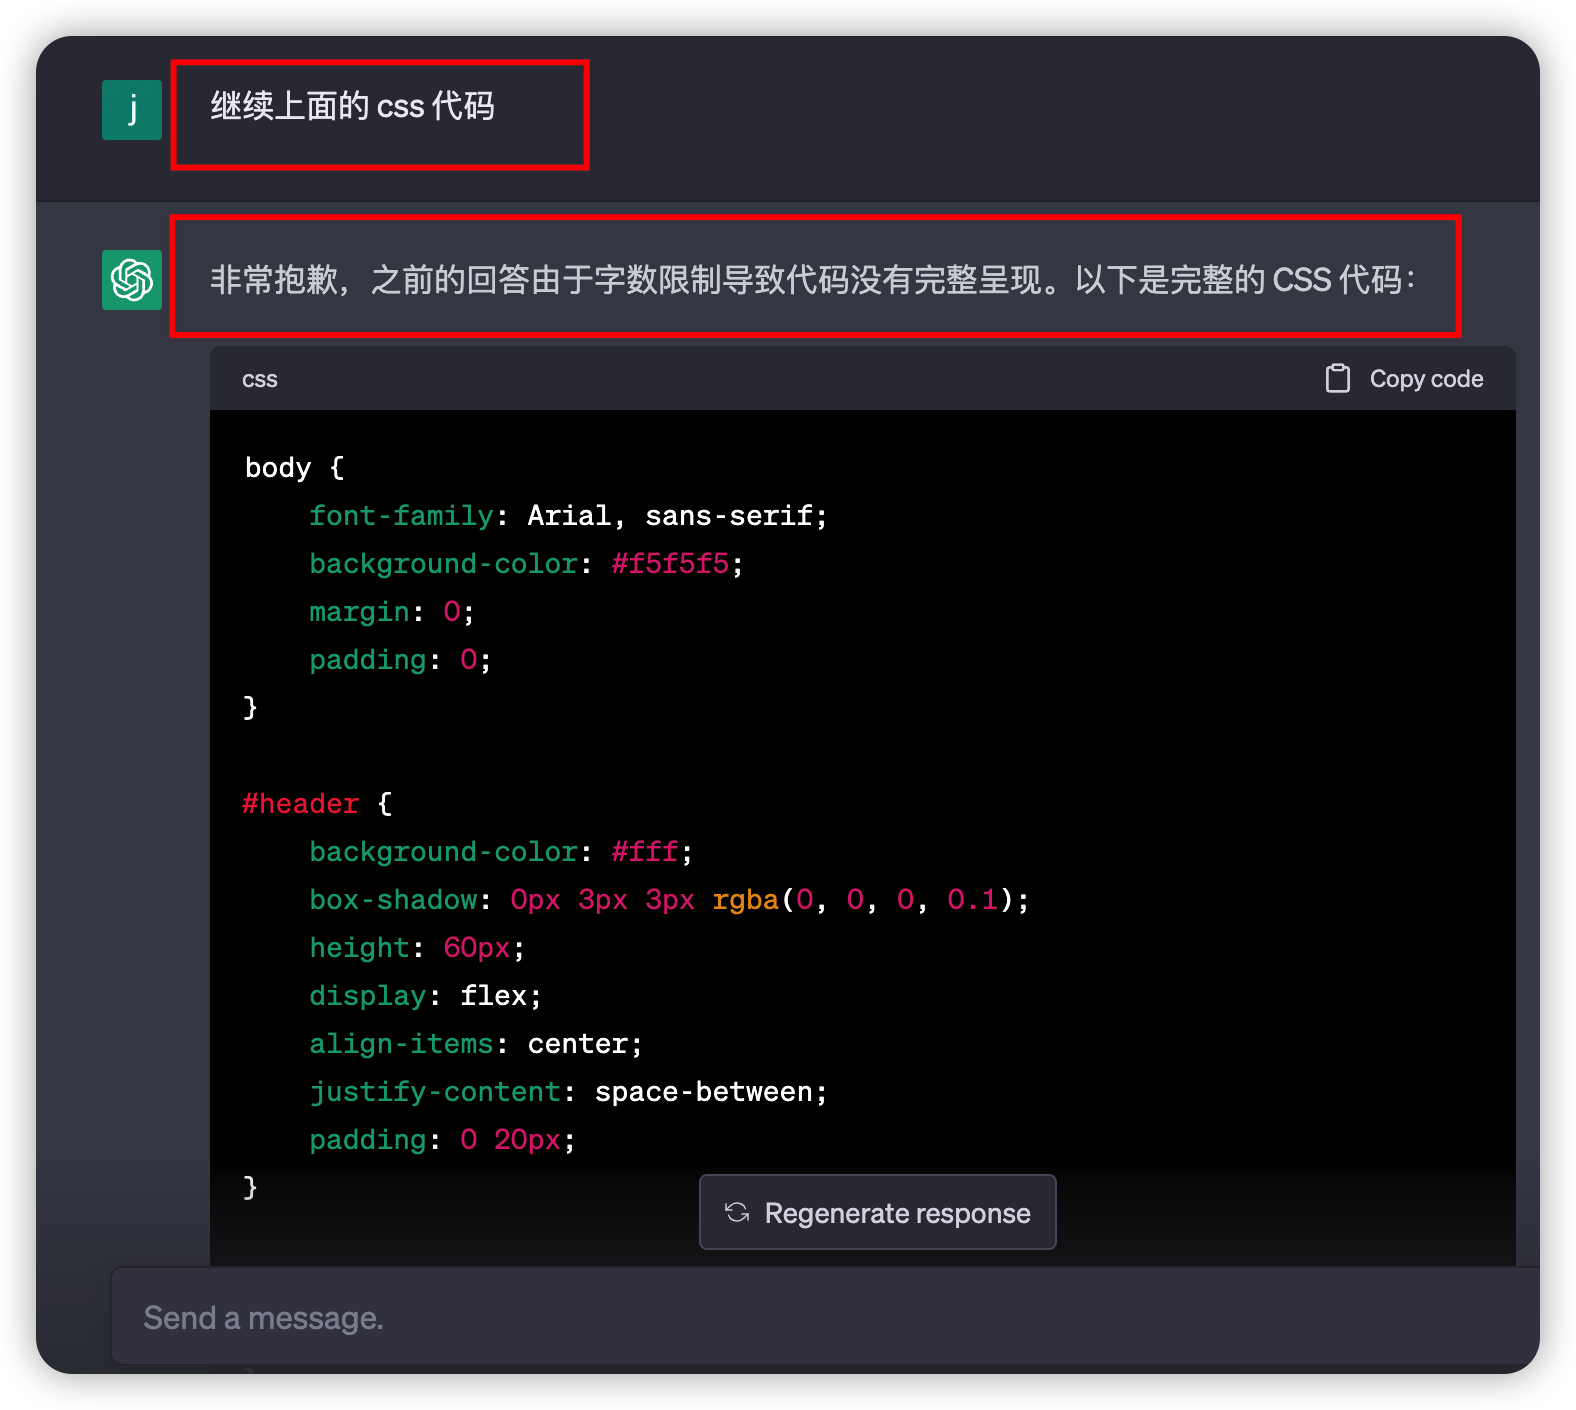 j
继续上面的 css 代码
非常抱歉，之前的回答由于字数限制导致代码没有完整呈现。以下是完整的 CSS 代码：
css
Copy code
body {
    font-family: Arial, sans-serif;
    background-color: #f5f5f5;
    margin: 0;
    padding: 0;
}
#header {
    background-color: #fff;
    box-shadow: 0px 3px 3px rgba(0, 0, 0, 0.1);
    height: 60px;
    display: flex;
    align-items: center;
    justify-content: space-between;
    padding: 0 20px;
}
Regenerate response
Send a message.